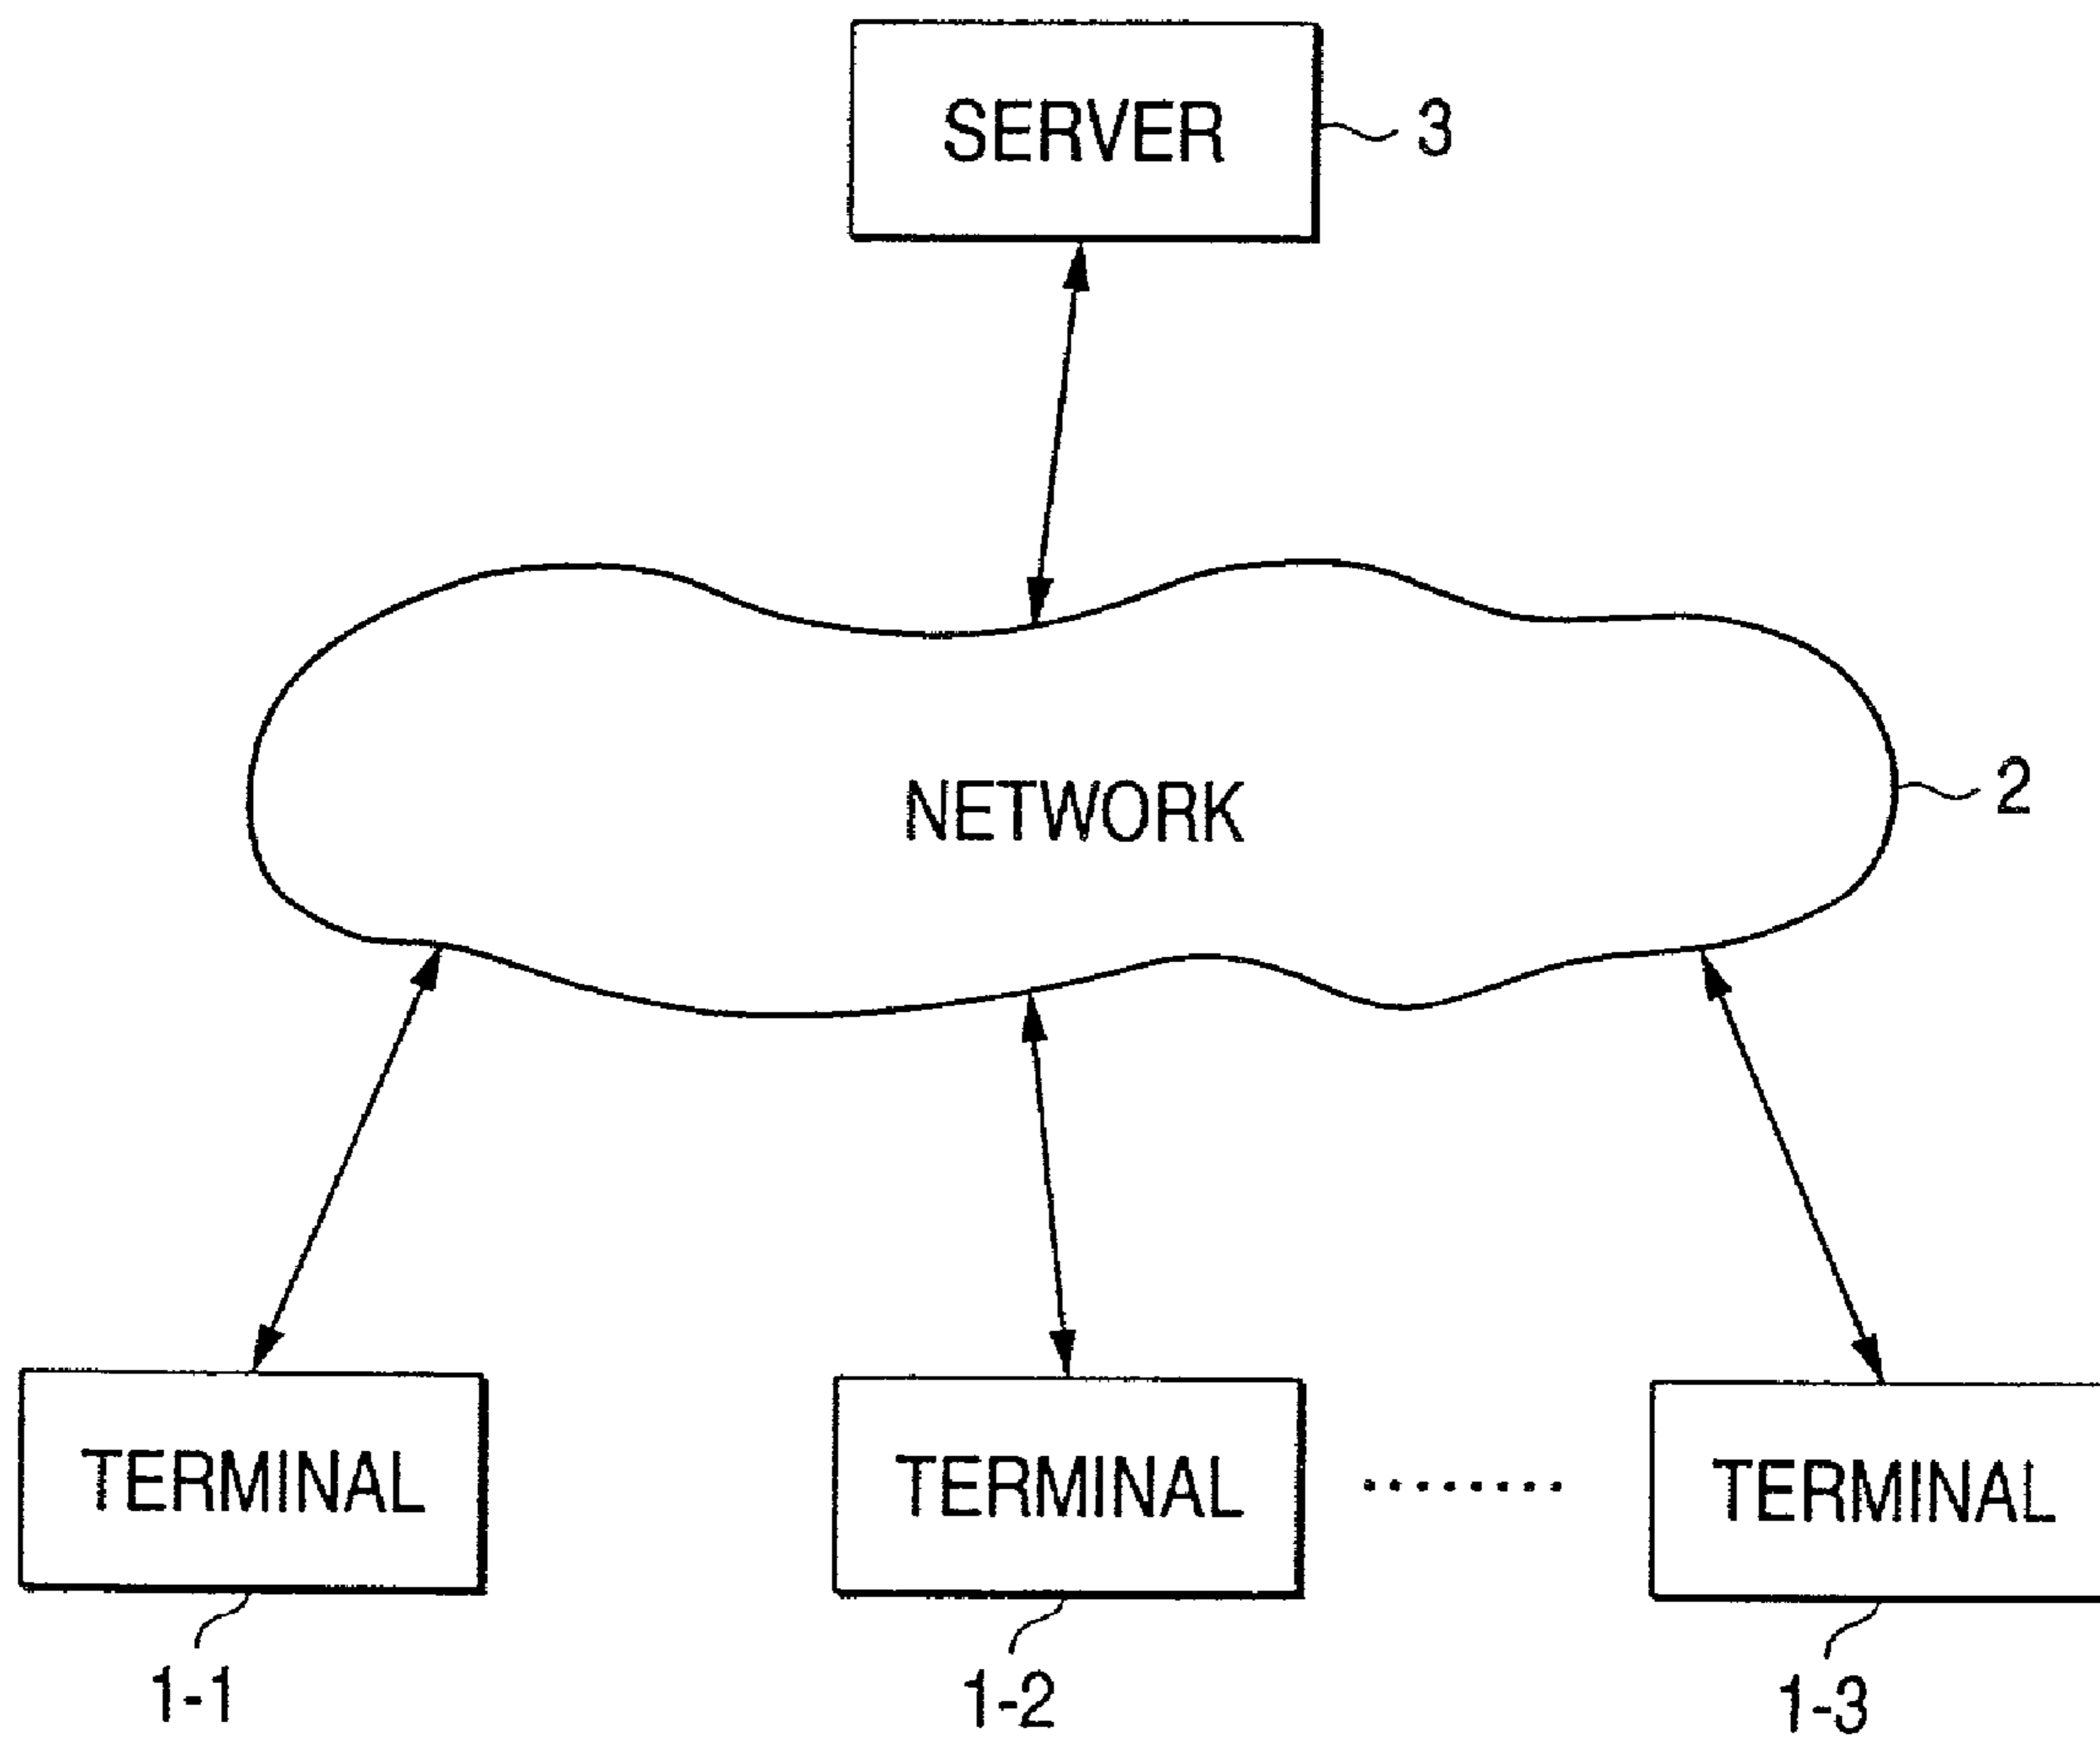 SERVER
3
NETWORK
2
TERMINAL
TERMINAL
........
TERMINAL
1-1
1-2
1-3